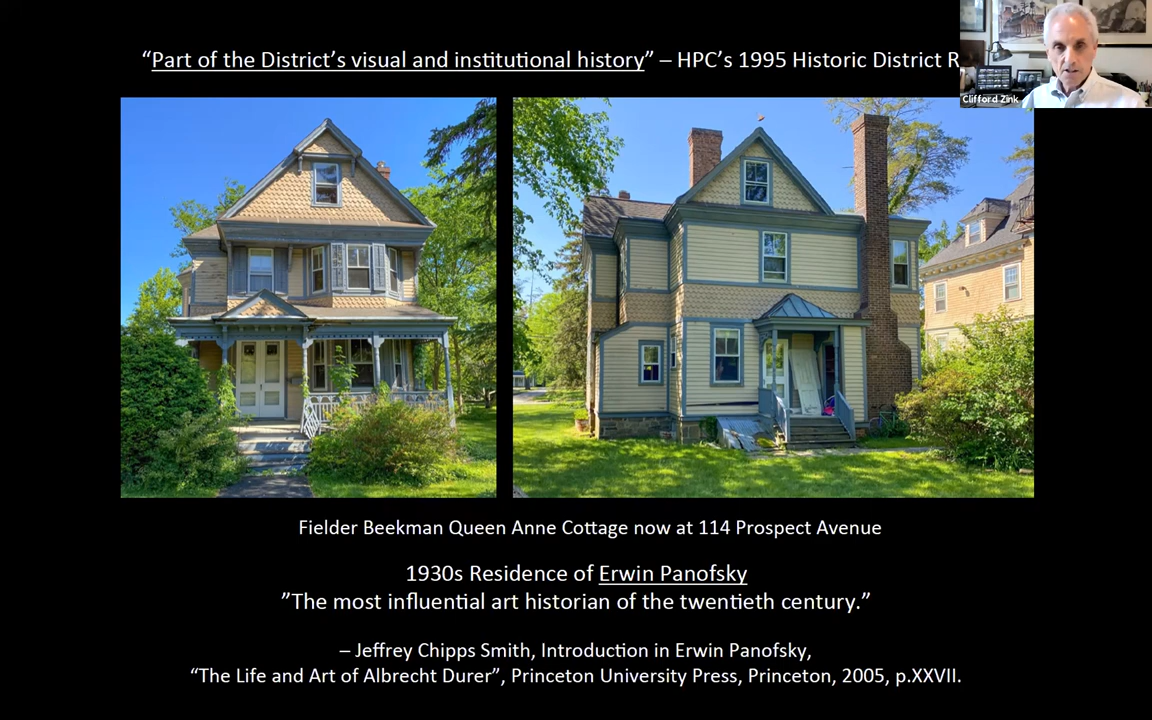 “Part of the District’s visual and institutional history” – HPC’s 1995 Historic District R
Clifford Zink
Fielder Beekman Queen Anne Cottage now at 114 Prospect Avenue
1930s Residence of Erwin Panofsky
”The most influential art historian of the twentieth century.”
– Jeffrey Chipps Smith, Introduction in Erwin Panofsky,
“The Life and Art of Albrecht Durer”, Princeton University Press, Princeton, 2005, p.XXVII.